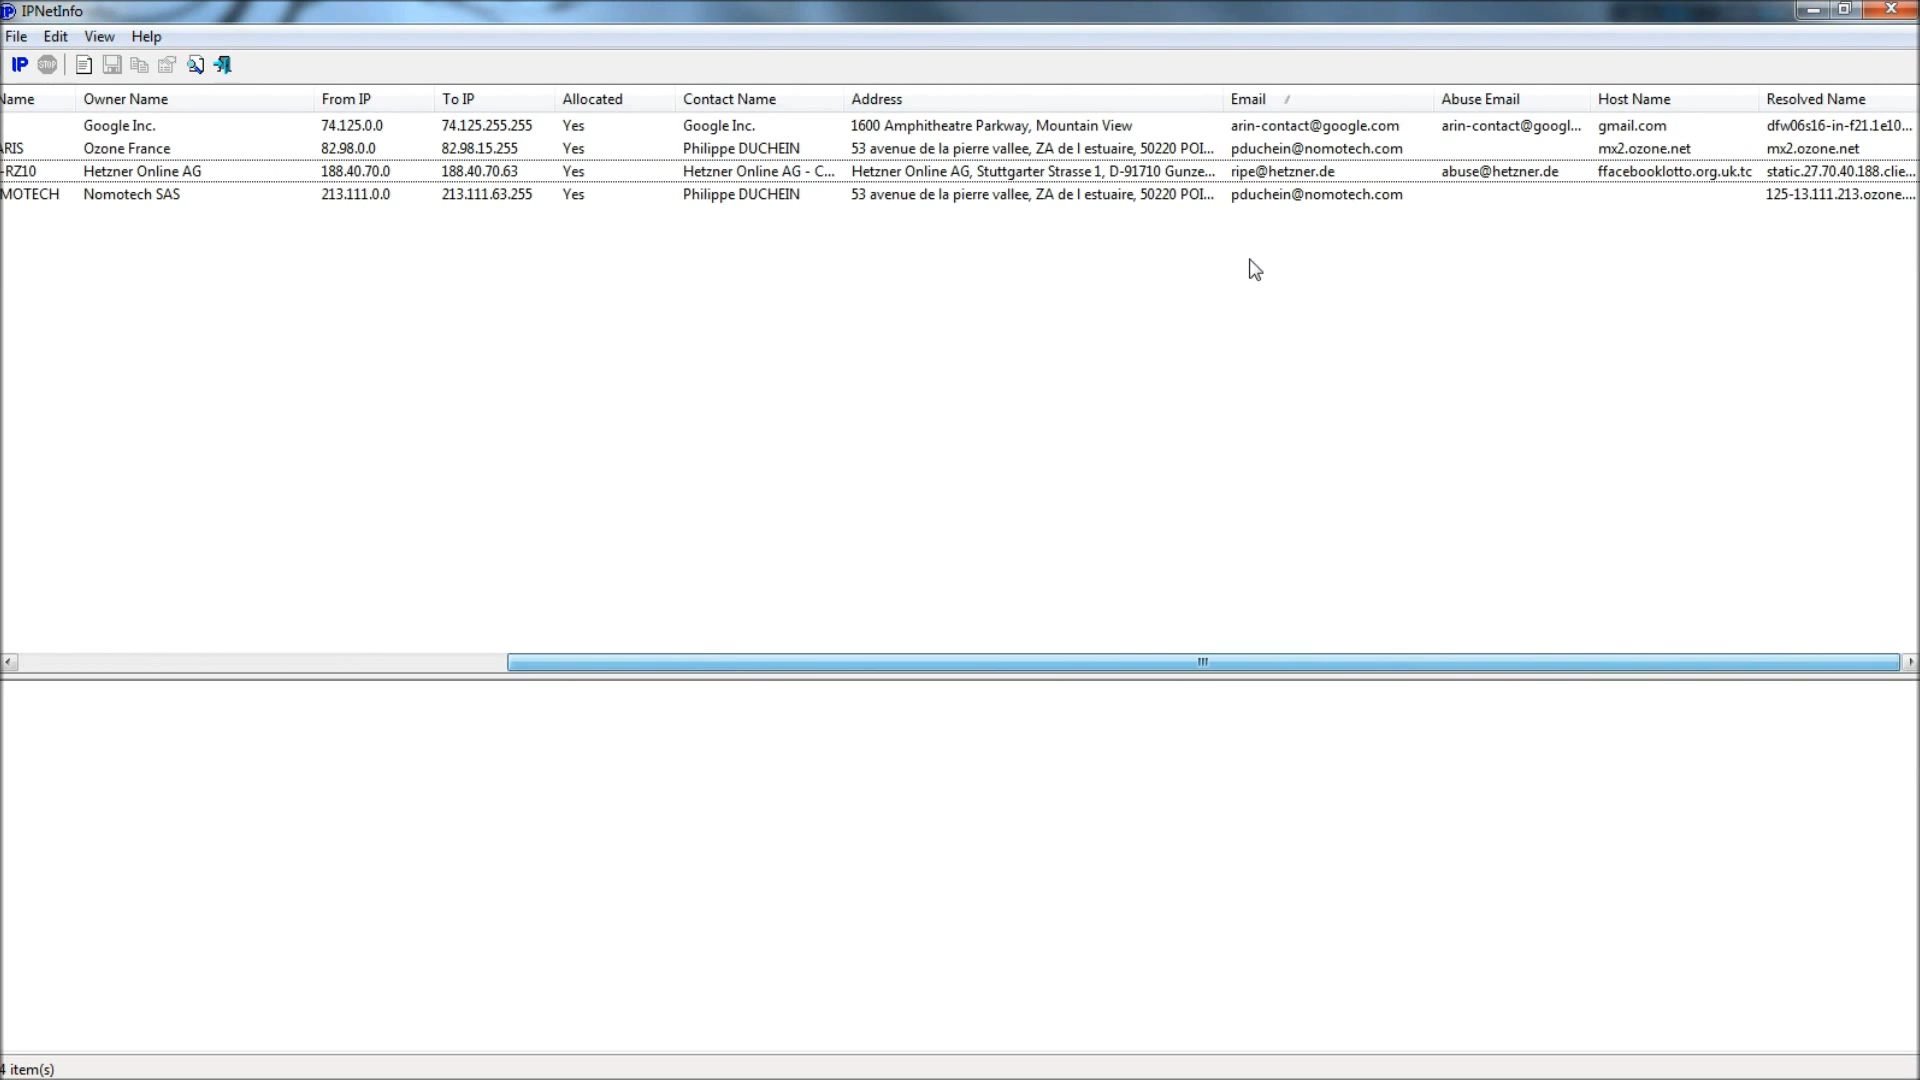 IPNetInfo
File Edit View Help
IP STOP
Name Owner Name From IP To IP Allocated Contact Name Address Email Abuse Email Host Name Resolved Name
Google Inc. 74.125.0.0 74.125.255.255 Yes Google Inc. 1600 Amphitheatre Parkway, Mountain View arin-contact@google.com arin-contact@googl... gmail.com dfw06s16-in-f21.1e10...
ARIS Ozone France 82.98.0.0 82.98.15.255 Yes Philippe DUCHEIN 53 avenue de la pierre vallee, ZA de l estuaire, 50220 POI... pduchein@nomotech.com mx2.ozone.net mx2.ozone.net
-RZ10 Hetzner Online AG 188.40.70.0 188.40.70.63 Yes Hetzner Online AG - C... Hetzner Online AG, Stuttgarter Strasse 1, D-91710 Gunze... ripe@hetzner.de abuse@hetzner.de ffacebooklotto.org.uk.tc static.27.70.40.188.clie...
MOTECH Nomotech SAS 213.111.0.0 213.111.63.255 Yes Philippe DUCHEIN 53 avenue de la pierre vallee, ZA de l estuaire, 50220 POI... pduchein@nomotech.com 125-13.111.213.ozone....
4 item(s)